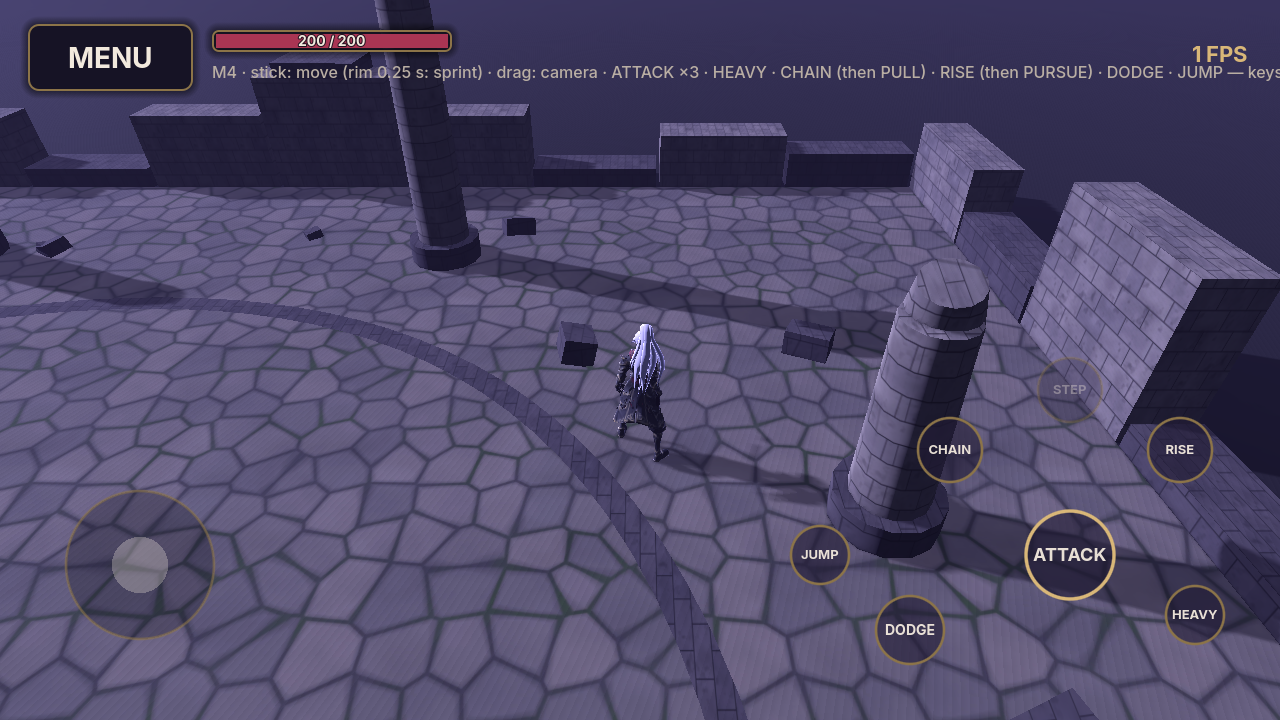 MENU
200 / 200
1 FPS
M4 · stick: move (rim 0.25 s: sprint) · drag: camera · ATTACK ×3 · HEAVY · CHAIN (then PULL) · RISE (then PURSUE) · DODGE · JUMP — keys
STEP
CHAIN
RISE
JUMP
ATTACK
HEAVY
DODGE